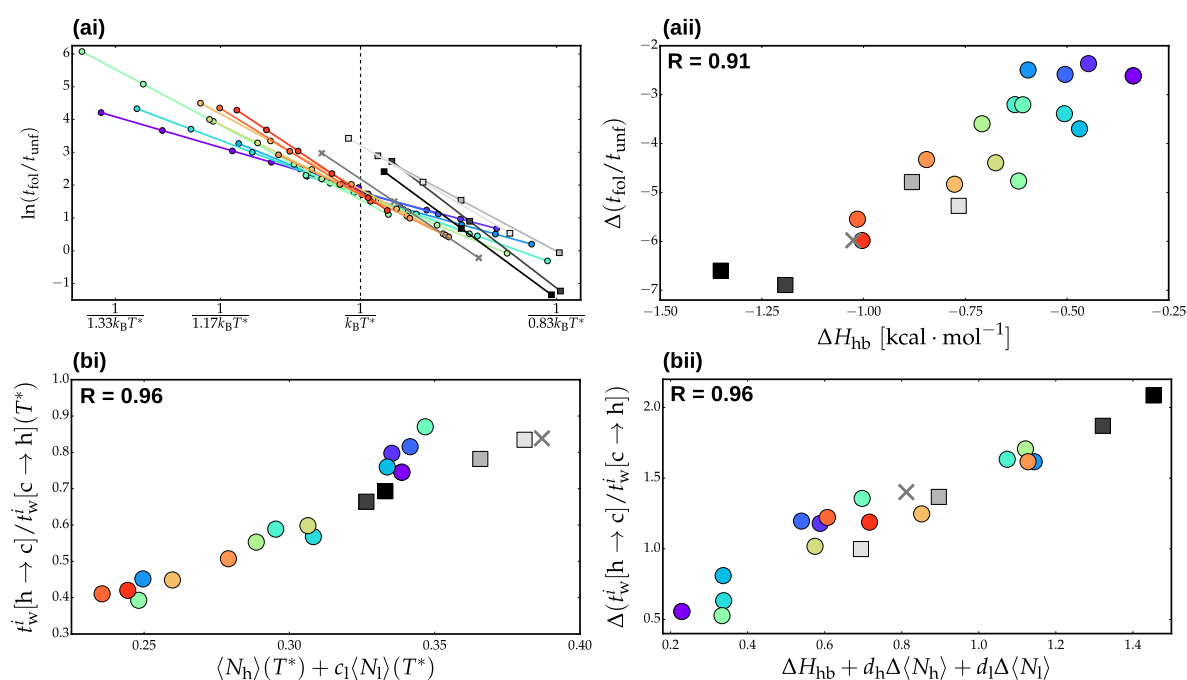 (ai)
ln(t_fol/t_unf)
6
5
4
3
2
1
0
−1
1/1.33k_BT* 1/1.17k_BT* 1/k_BT* 1/0.83k_BT*
(aii)
R = 0.91
Δ(t_fol/t_unf)
−2
−3
−4
−5
−6
−7
−1.50 −1.25 −1.00 −0.75 −0.50 −0.25
ΔH_hb [kcal · mol⁻¹]
(bi)
R = 0.96
t^i_w[h → c]/t^i_w[c → h](T*)
1.0
0.9
0.8
0.7
0.6
0.5
0.4
0.3
0.25 0.30 0.35 0.40
⟨N_h⟩(T*) + c_l⟨N_l⟩(T*)
(bii)
R = 0.96
Δ(t^i_w[h → c]/t^i_w[c → h])
2.0
1.5
1.0
0.5
0.2 0.4 0.6 0.8 1.0 1.2 1.4
ΔH_hb + d_hΔ⟨N_h⟩ + d_lΔ⟨N_l⟩